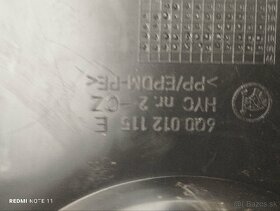 6Q0 012 115 E
HYC nr. 2 - CZ
>PP/EPDM-PE<
REDMI NOTE 11
bazos.sk